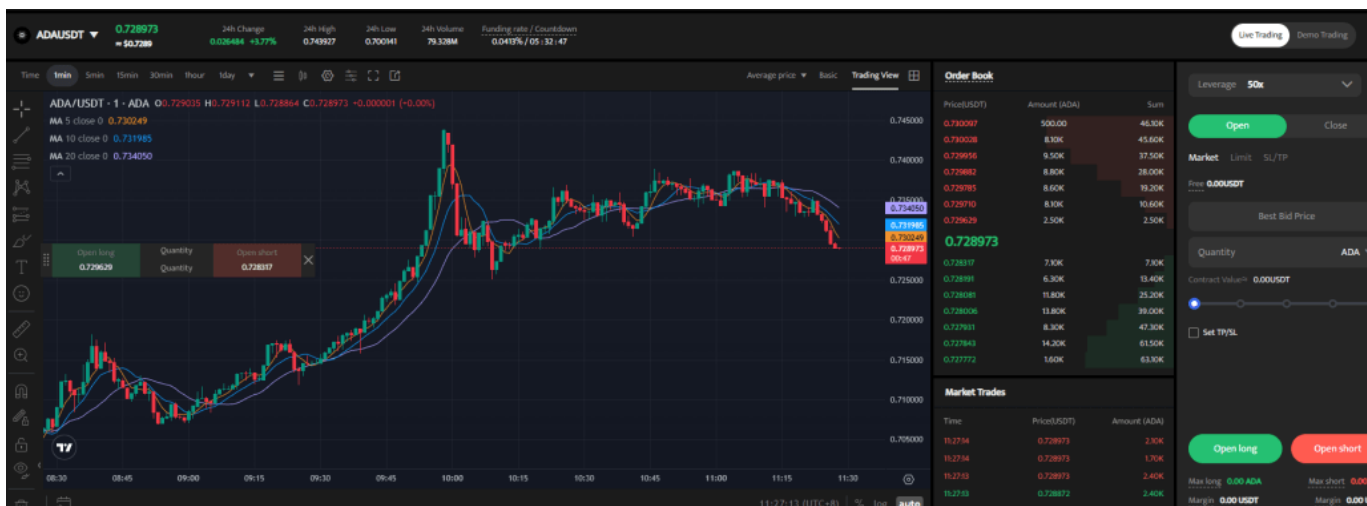 ADAUSDT ▼
0.728973
≈ $0.7289
24h Change
0.026484 +3.77%
24h High
0.743927
24h Low
0.700141
24h Volume
79.328M
Funding rate / Countdown
0.0413% / 05 : 32 : 47
Live Trading
Demo Trading
Time 1min 5min 15min 30min 1hour 1day ▼
Average price ▼ Basic Trading View
ADA/USDT · 1 · ADA O0.729035 H0.729112 L0.728864 C0.728973 -0.000001 (-0.00%)
MA 5 close 0 0.730249
MA 10 close 0 0.731985
MA 20 close 0 0.734050
Open long
0.729629
Quantity
Quantity
Open short
0.728317
0.745000
0.740000
0.735000
0.734050
0.731985
0.730249
0.728973
00:47
0.725000
0.720000
0.715000
0.710000
0.705000
08:30 08:45 09:00 09:15 09:30 09:45 10:00 10:15 10:30 10:45 11:00 11:15 11:30
11:27:13 (UTC+8) % log auto
Order Book
Price(USDT) Amount (ADA) Sum
0.730097 500.00 46.10K
0.730028 8.10K 45.60K
0.729956 9.50K 37.50K
0.729882 8.80K 28.00K
0.729785 8.60K 19.20K
0.729710 8.10K 10.60K
0.729629 2.50K 2.50K
0.728973
0.728317 7.10K 7.10K
0.728191 6.30K 13.40K
0.728081 11.80K 25.20K
0.728006 13.80K 39.00K
0.727931 8.30K 47.30K
0.727843 14.20K 61.50K
0.727772 1.60K 63.10K
Market Trades
Time Price(USDT) Amount (ADA)
11:27:14 0.728973 2.10K
11:27:14 0.728973 1.70K
11:27:13 0.728973 2.40K
11:27:13 0.728872 2.40K
Leverage 50x
Open Close
Market Limit SL/TP
Free 0.00USDT
Best Bid Price
Quantity ADA
Contract Value≈ 0.00USDT
Set TP/SL
Open long Open short
Max long 0.00 ADA Max short 0.00
Margin 0.00 USDT Margin 0.00